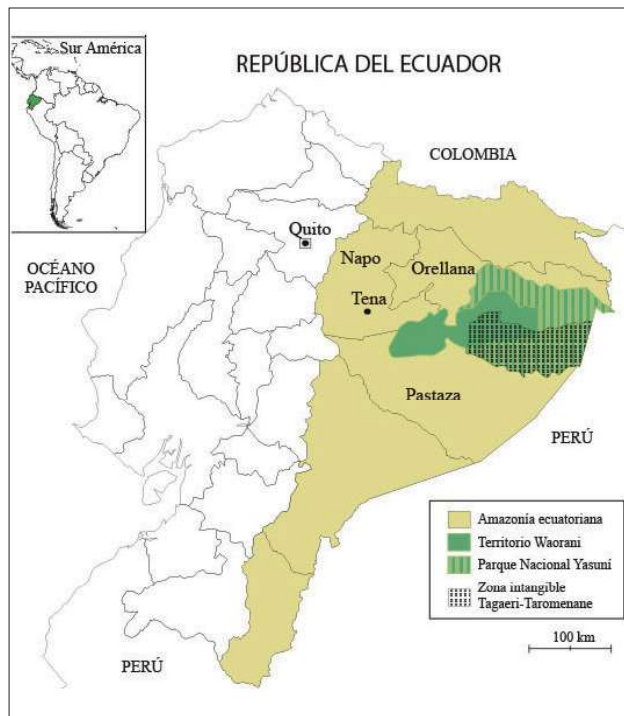 Sur América
REPÚBLICA DEL ECUADOR
COLOMBIA
Quito
OCÉANO
PACÍFICO
Napo
Orellana
Tena
Pastaza
PERÚ
Amazonía ecuatoriana
Territorio Waorani
Parque Nacional Yasuní
Zona intangible
Tagaeri-Taromenane
100 km
PERÚ